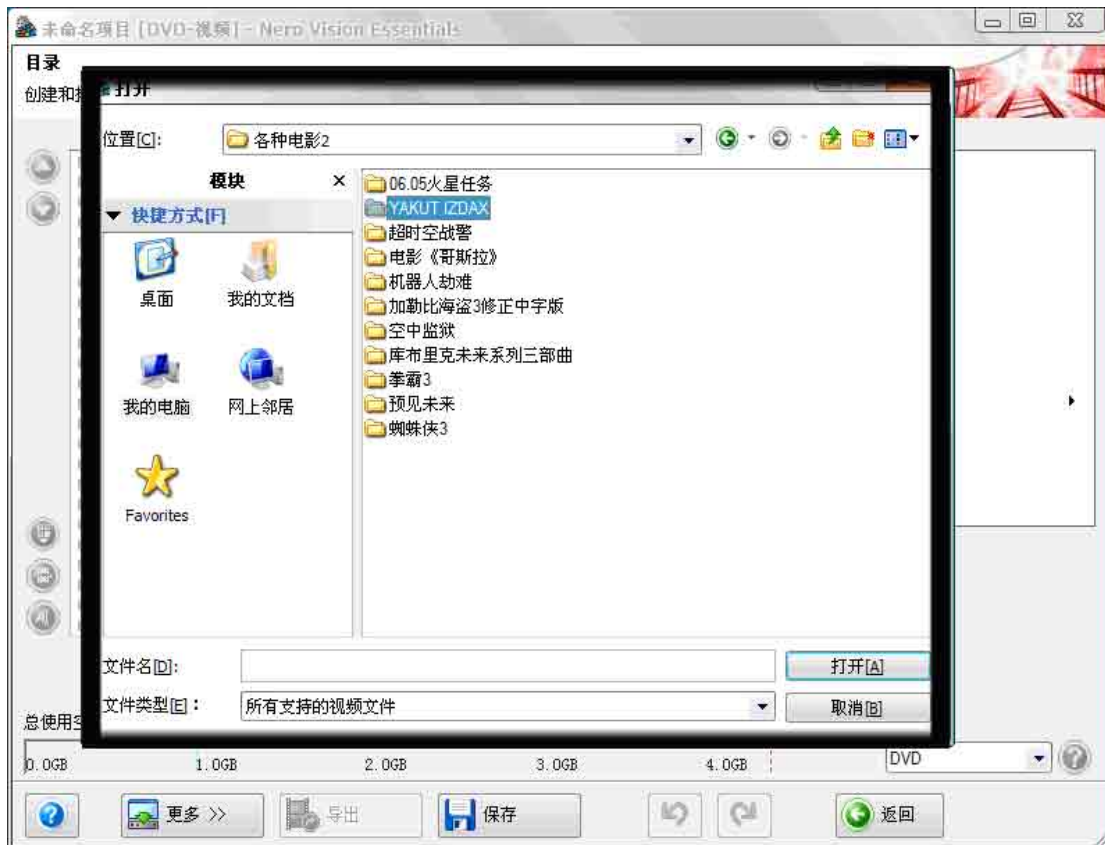 未命名项目 [DVD-视频] - Nero Vision Essentials
目录
创建和
打开
位置[C]:
各种电影2
模块
快捷方式[F]
桌面
我的文档
我的电脑
网上邻居
Favorites
06.05火星任务
YAKUT IZDAX
超时空战警
电影《哥斯拉》
机器人劫难
加勒比海盗3修正中字版
空中监狱
库布里克未来系列三部曲
拳霸3
预见未来
蜘蛛侠3
文件名[D]:
打开[A]
文件类型[E]:
所有支持的视频文件
取消[B]
总使用
0.0GB 1.0GB 2.0GB 3.0GB 4.0GB
DVD
更多 >>
导出
保存
返回